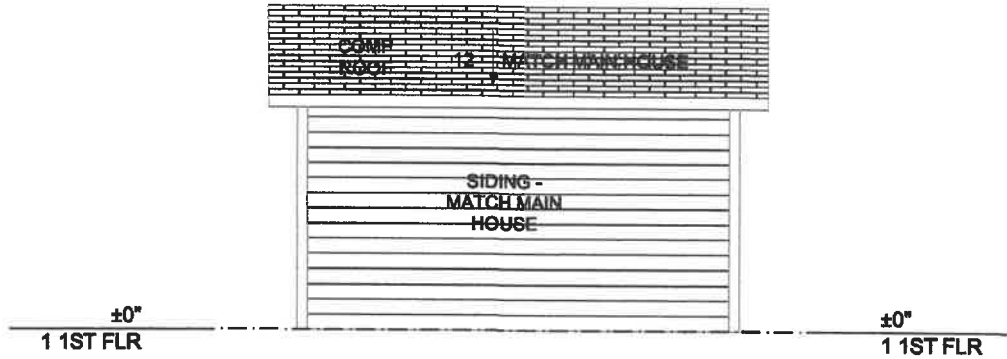 COMP
ROOF
12
MATCH MAIN HOUSE
SIDING -
MATCH MAIN
HOUSE
±0"
1 1ST FLR
±0"
1 1ST FLR